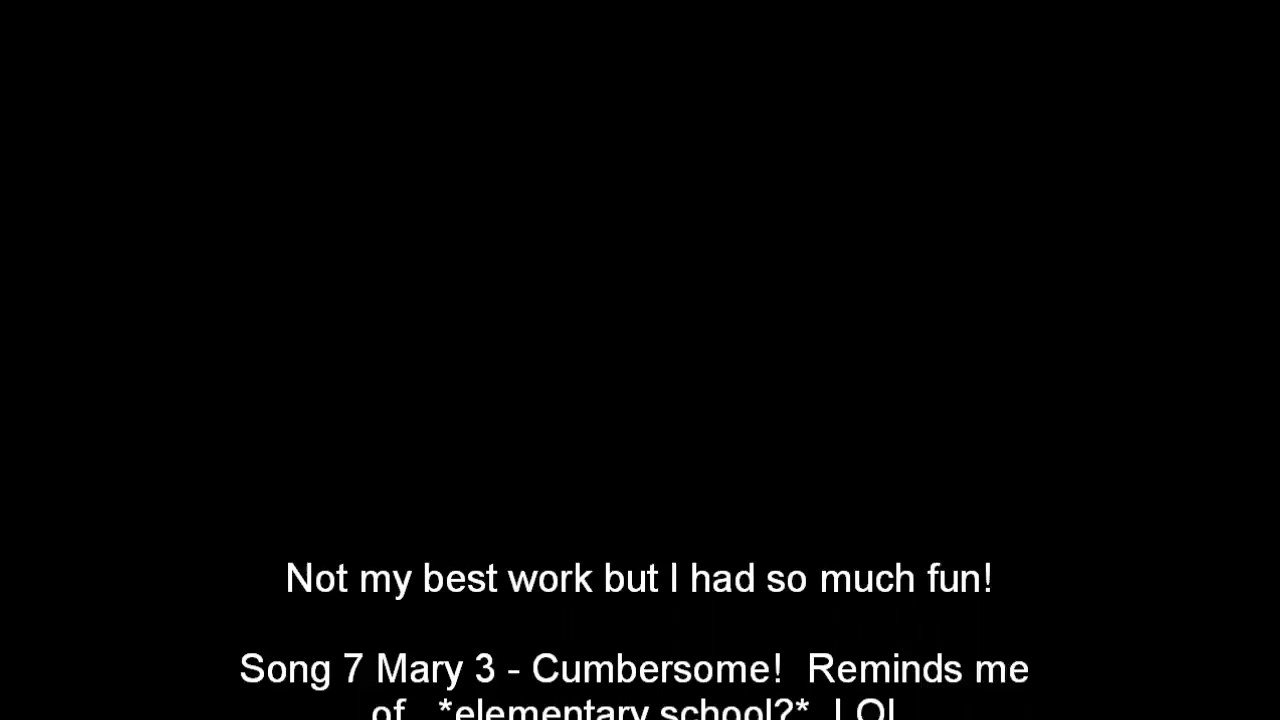 Not my best work but I had so much fun!
Song 7 Mary 3 - Cumbersome!  Reminds me
of   *elementary school?*  LOL